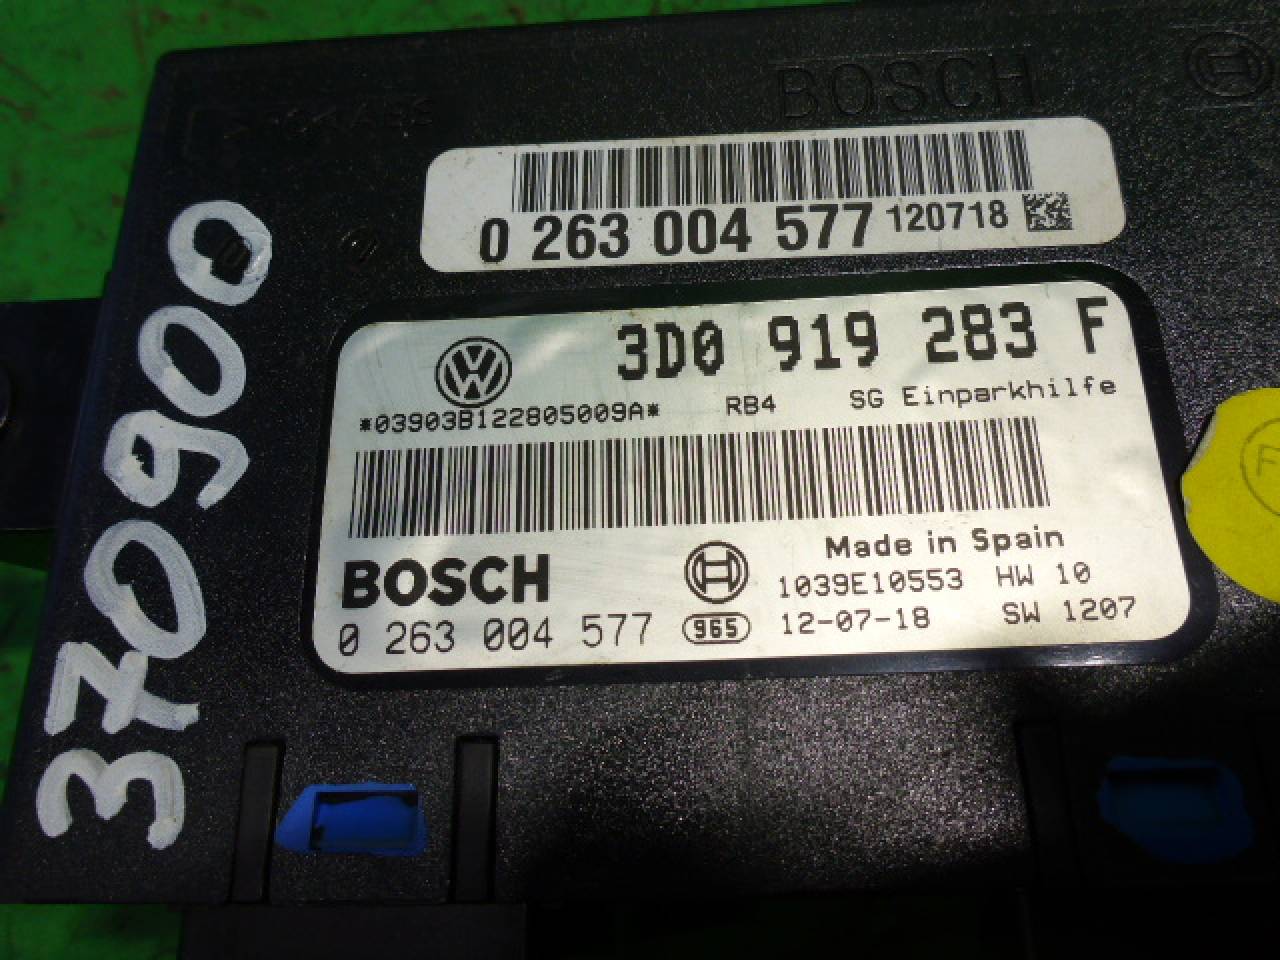 BOSCH
0 263 004 577 120718
3D0 919 283 F
*03903B122805009A* RB4 SG Einparkhilfe
BOSCH
Made in Spain
1039E10553 HW 10
0 263 004 577 965 12-07-18 SW 1207
370900